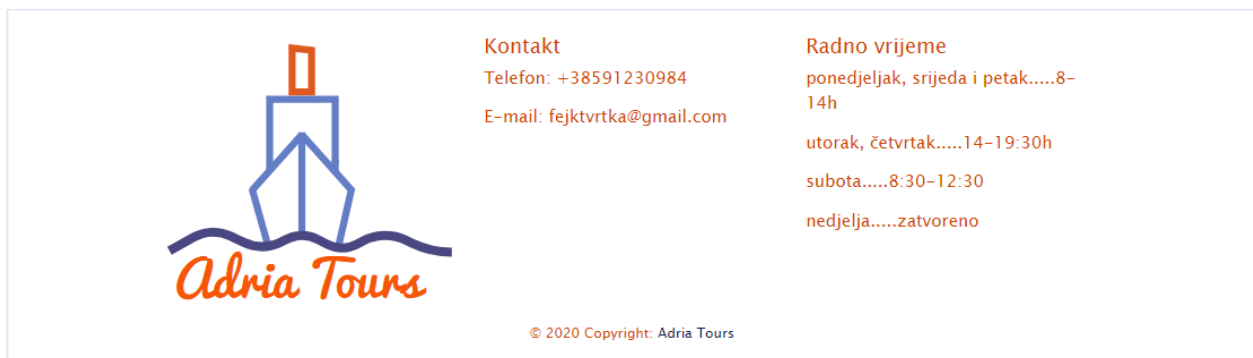 Adria Tours
Kontakt
Telefon: +38591230984
E-mail: fejktvrtka@gmail.com
Radno vrijeme
ponedjeljak, srijeda i petak.....8-
14h
utorak, četvrtak.....14-19:30h
subota.....8:30-12:30
nedjelja.....zatvoreno
© 2020 Copyright: Adria Tours